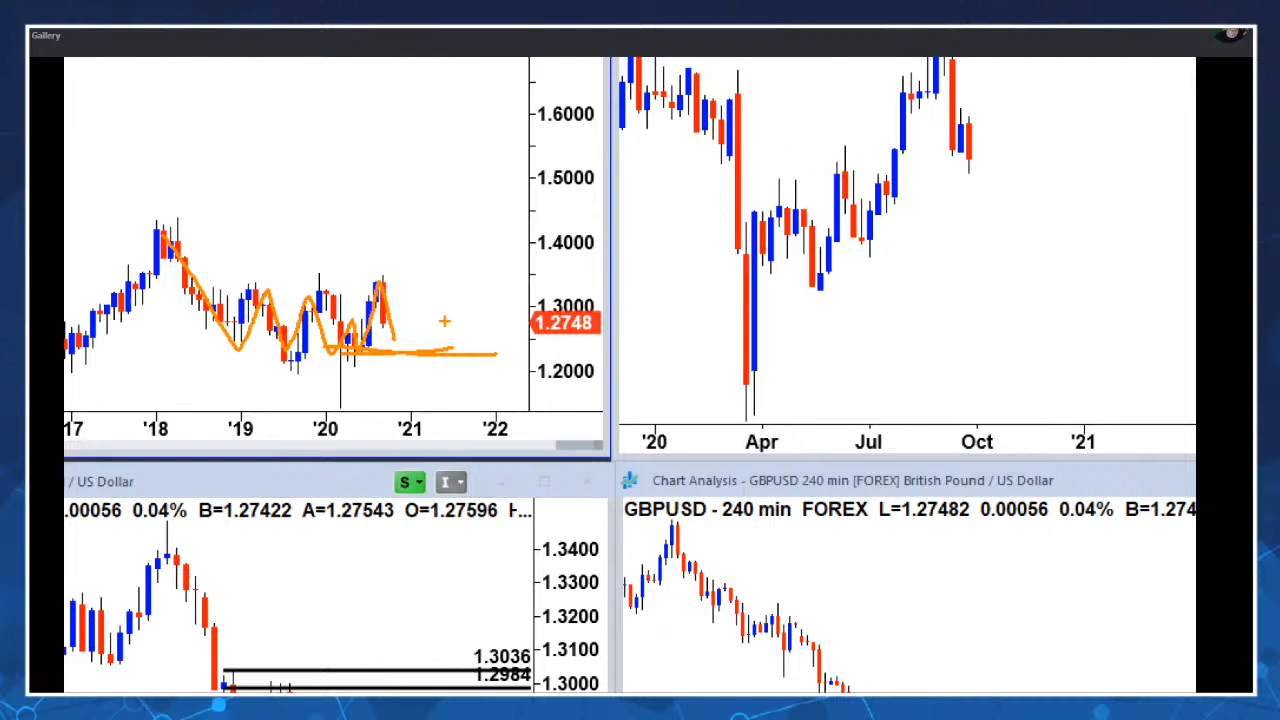 Gallery
1.6000
1.5000
1.4000
1.3000
1.2748
1.2000
'17 '18 '19 '20 '21 '22
'20 Apr Jul Oct '21
/ US Dollar
S I
Chart Analysis - GBPUSD 240 min [FOREX] British Pound / US Dollar
.00056 0.04% B=1.27422 A=1.27543 O=1.27596 H...
GBPUSD - 240 min FOREX L=1.27482 0.00056 0.04% B=1.274
1.3400
1.3300
1.3200
1.3100
1.3036
1.2984
1.3000